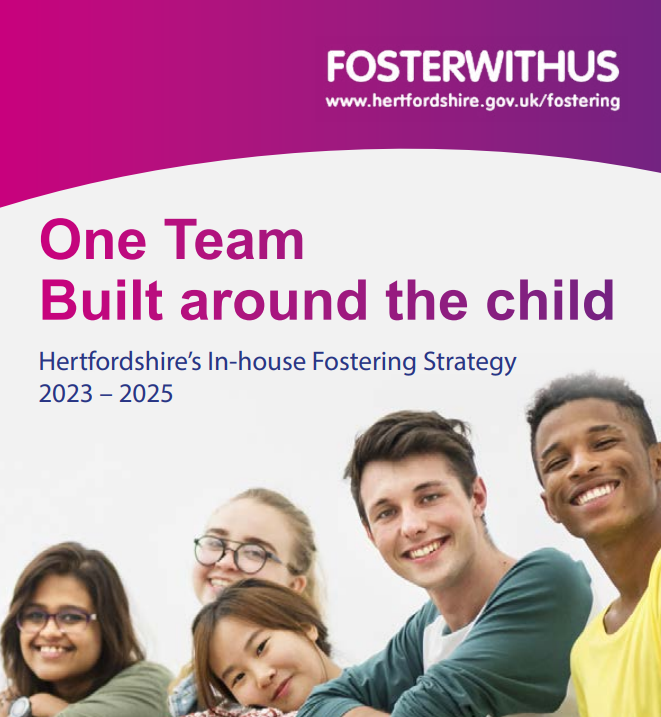 FOSTERWITHUS
www.hertfordshire.gov.uk/fostering
One Team
Built around the child
Hertfordshire’s In-house Fostering Strategy
2023 – 2025